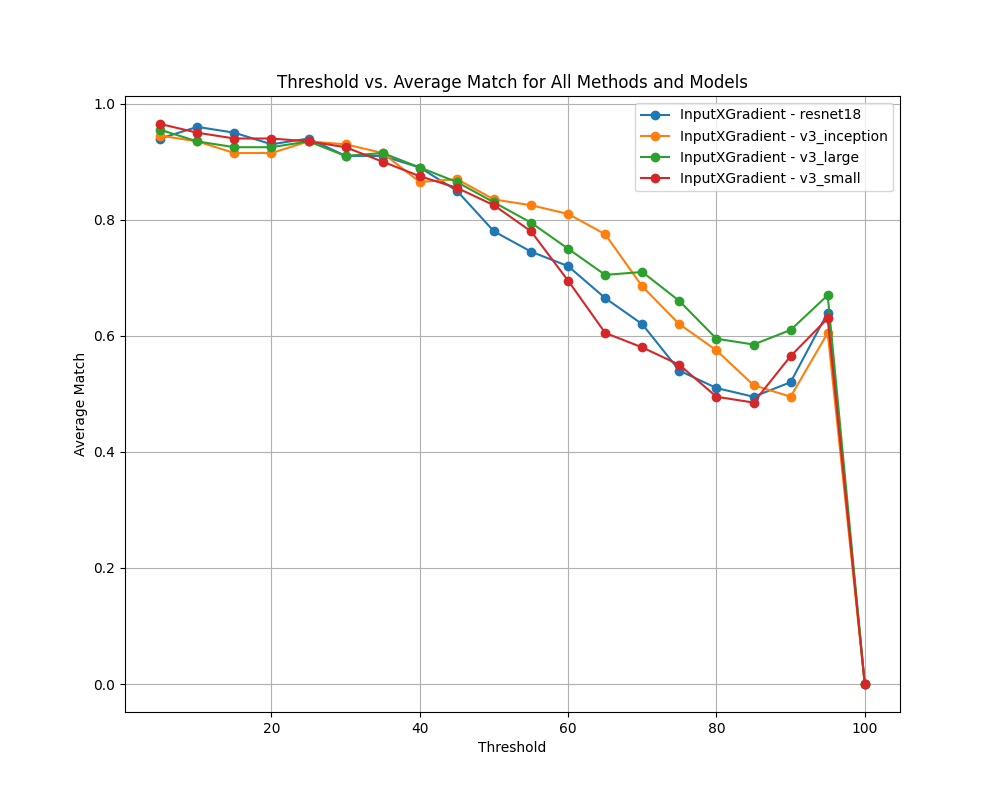 Threshold vs. Average Match for All Methods and Models
InputXGradient - resnet18
InputXGradient - v3_inception
InputXGradient - v3_large
InputXGradient - v3_small
Average Match
1.0
0.8
0.6
0.4
0.2
0.0
20 40 60 80 100
Threshold